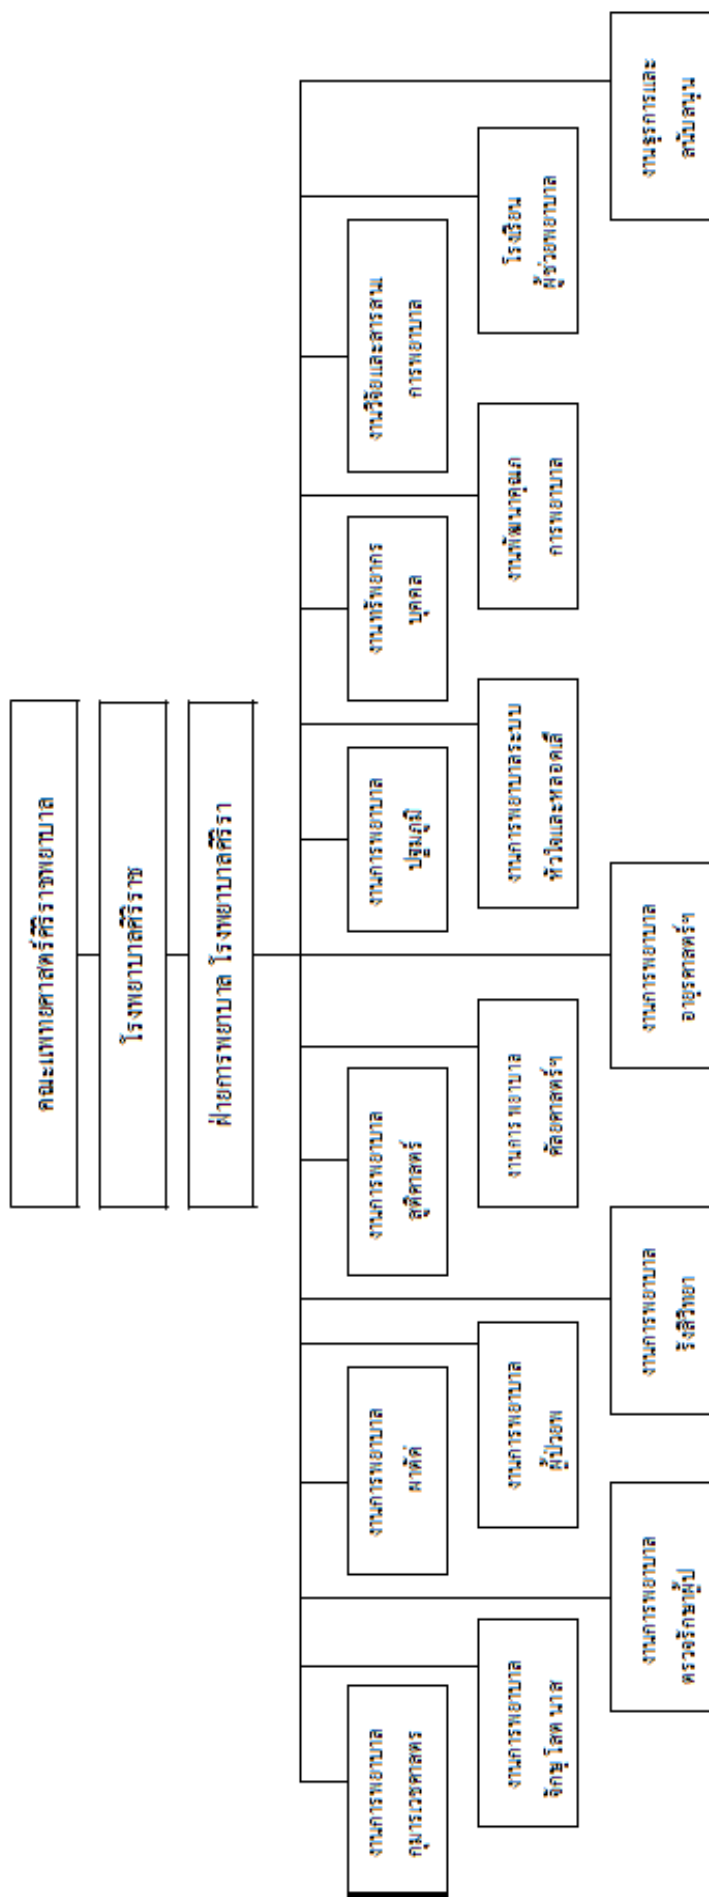 คณะแพทยศาสตร์ศิริราชพยาบาล
โรงพยาบาลศิริราช
ฝ่ายการพยาบาล โรงพยาบาลศิริรา
งานการพยาบาล
กุมารเวชศาสตร
งานการพยาบาล
ผาตัด
งานการพยาบาล
สูติศาสตร์
งานการพยาบาล
ปฐมภูมิ
งานทรัพยากร
บุคคล
งานวิจัยและสารสนเ
การพยาบาล
งานการพยาบาล
จักษุ โสต นาส
งานการพยาบาล
ผู้ป่วยพ
งานการพยาบาล
ศัลยศาสตร์ฯ
งานการพยาบาลระบบ
หัวใจและหลอดเลื
งานพัฒนาคุณภ
การพยาบาล
โรงเรียน
ผู้ช่วยพยาบาล
งานการพยาบาล
ตรวจรักษาผู้ป
งานการพยาบาล
รังสีวิทยา
งานการพยาบาล
อายุรศาสตร์ฯ
งานธุรการและ
สนับสนุน